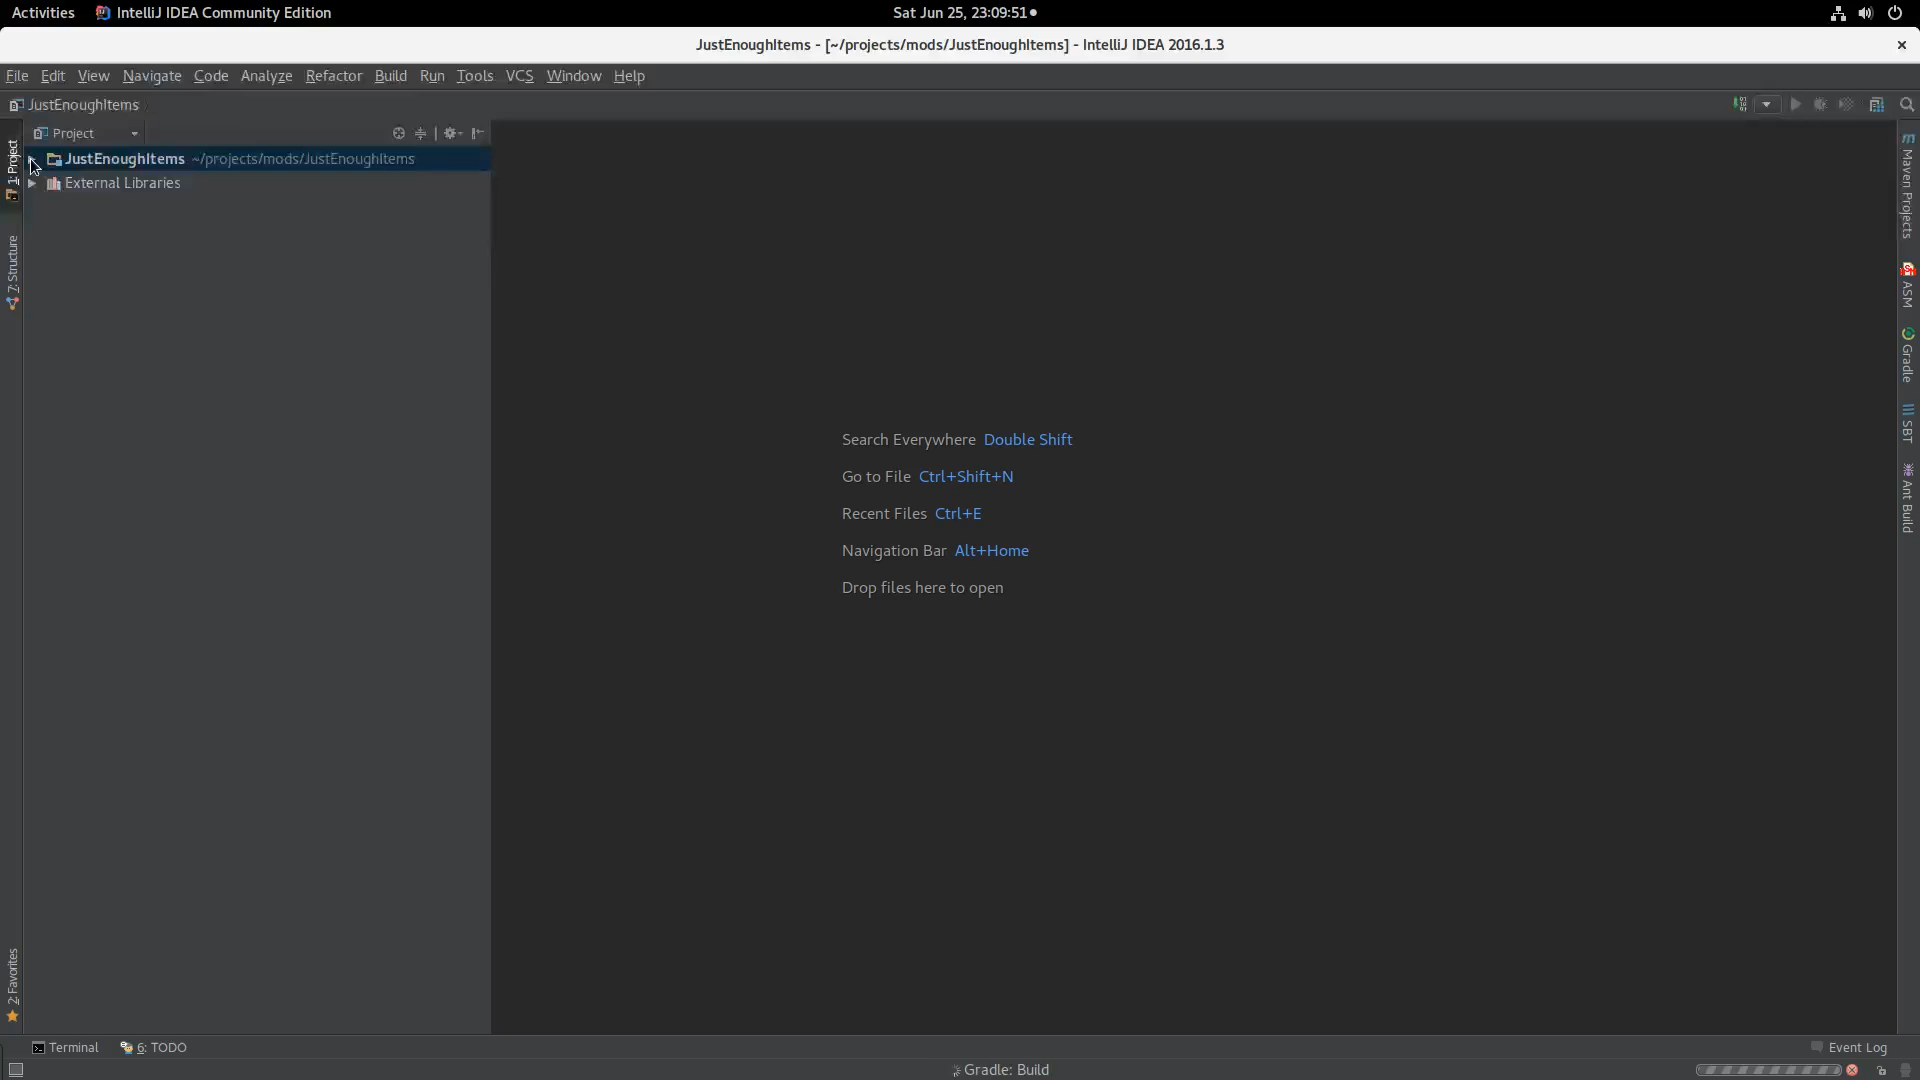 Activities IntelliJ IDEA Community Edition Sat Jun 25, 23:09:51
JustEnoughItems - [~/projects/mods/JustEnoughItems] - IntelliJ IDEA 2016.1.3
File Edit View Navigate Code Analyze Refactor Build Run Tools VCS Window Help
JustEnoughItems
Project
JustEnoughItems ~/projects/mods/JustEnoughItems
External Libraries
1: Project
7: Structure
2: Favorites
Search Everywhere Double Shift
Go to File Ctrl+Shift+N
Recent Files Ctrl+E
Navigation Bar Alt+Home
Drop files here to open
Maven Projects
ASM
Gradle
SBT
Ant Build
Terminal 6: TODO Event Log
Gradle: Build